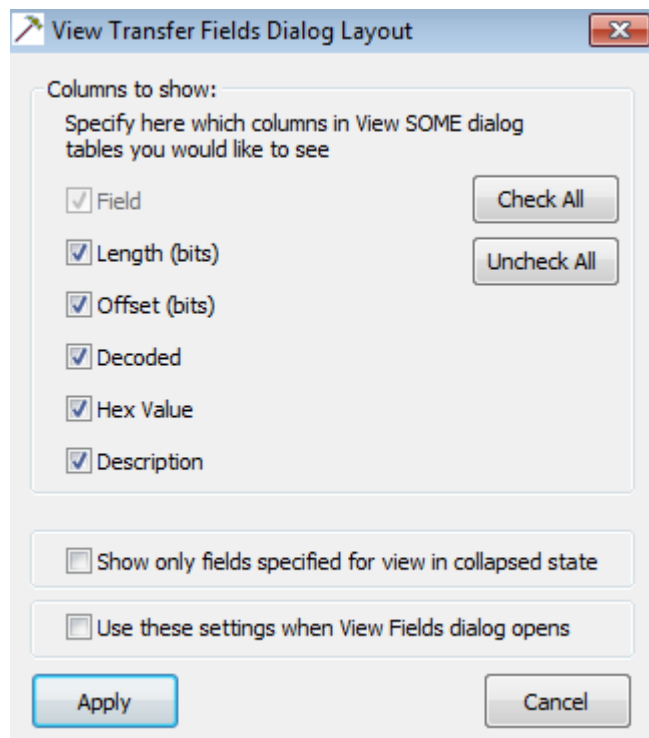 View Transfer Fields Dialog Layout
Columns to show:
Specify here which columns in View SOME dialog
tables you would like to see
Field
Check All
Length (bits)
Uncheck All
Offset (bits)
Decoded
Hex Value
Description
Show only fields specified for view in collapsed state
Use these settings when View Fields dialog opens
Apply
Cancel